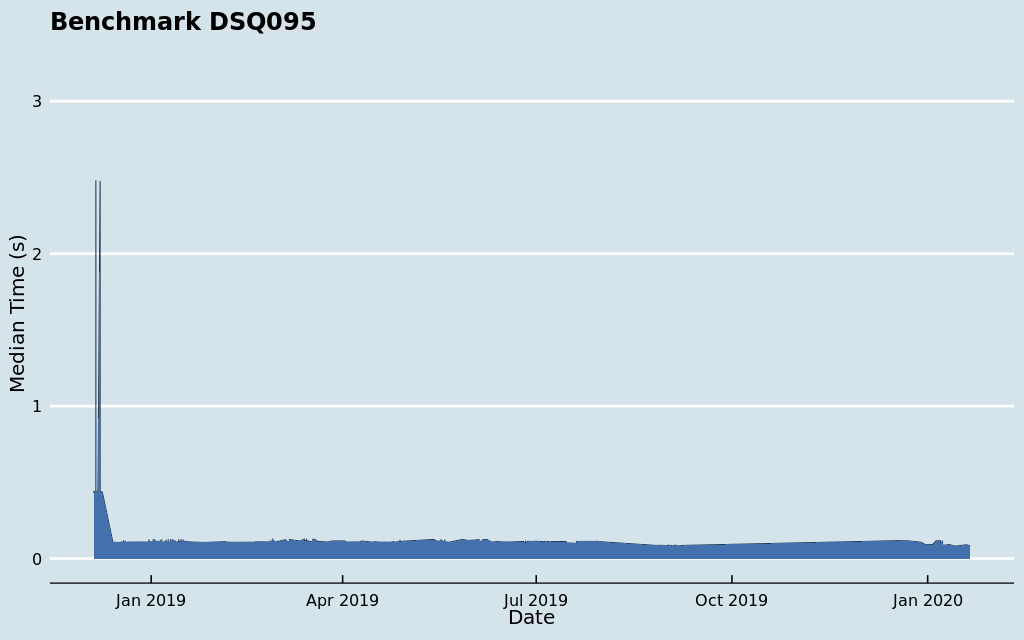 Benchmark DSQ095
Median Time (s)
3
2
1
0
Jan 2019
Apr 2019
Jul 2019
Oct 2019
Jan 2020
Date